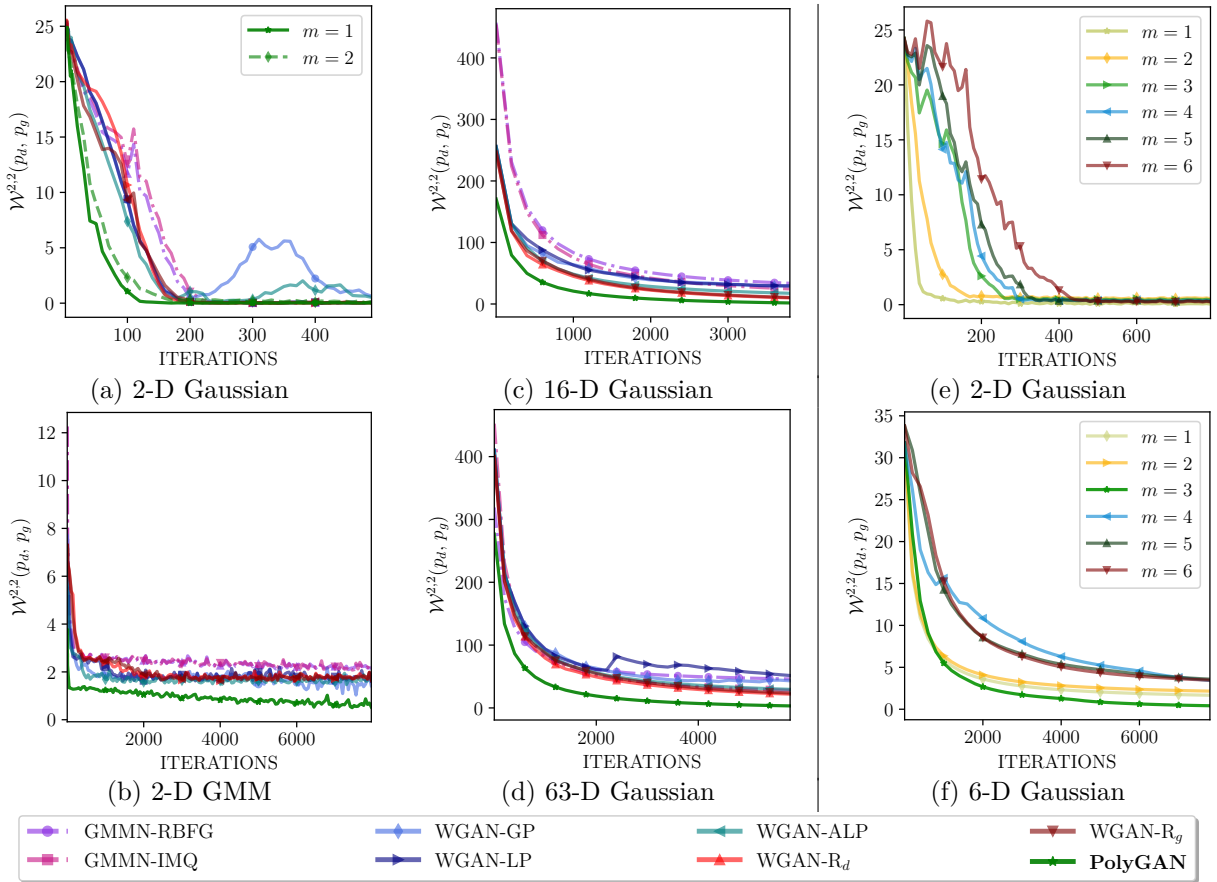 25
20
15
10
5
0
𝒲²,²(p_d, p_g)
m = 1
m = 2
100
200
300
400
ITERATIONS
(a) 2-D Gaussian
400
300
200
100
0
𝒲²,²(p_d, p_g)
1000
2000
3000
ITERATIONS
(c) 16-D Gaussian
25
20
15
10
5
0
𝒲²,²(p_d, p_g)
m = 1
m = 2
m = 3
m = 4
m = 5
m = 6
200
400
600
ITERATIONS
(e) 2-D Gaussian
12
10
8
6
4
2
0
𝒲²,²(p_d, p_g)
2000
4000
6000
ITERATIONS
(b) 2-D GMM
400
300
200
100
0
𝒲²,²(p_d, p_g)
2000
4000
ITERATIONS
(d) 63-D Gaussian
35
30
25
20
15
10
5
0
𝒲²,²(p_d, p_g)
m = 1
m = 2
m = 3
m = 4
m = 5
m = 6
2000
4000
6000
ITERATIONS
(f) 6-D Gaussian
GMMN-RBFG
GMMN-IMQ
WGAN-GP
WGAN-LP
WGAN-ALP
WGAN-R_d
WGAN-R_g
PolyGAN